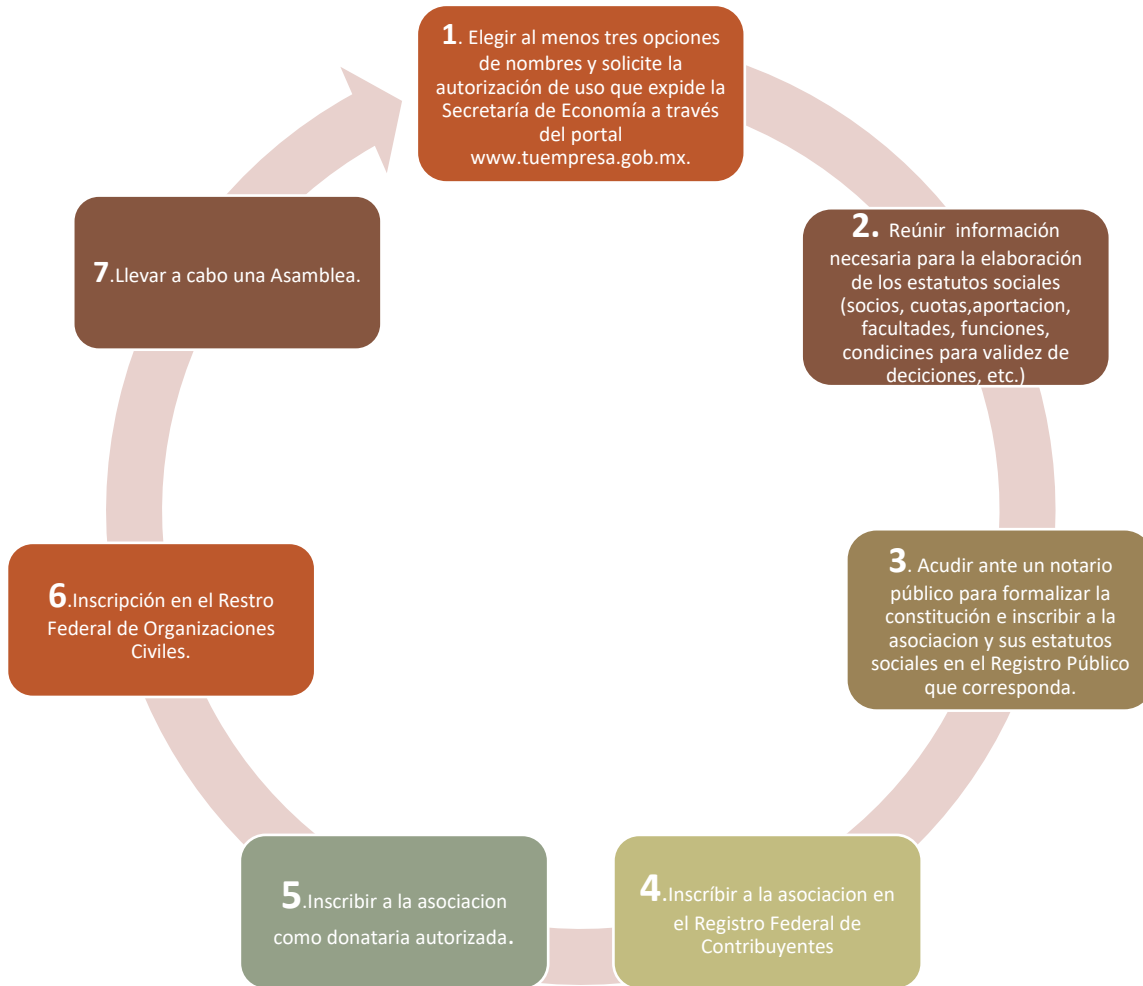 1. Elegir al menos tres opciones
de nombres y solicite la
autorización de uso que expide la
Secretaría de Economía a través
del portal
www.tuempresa.gob.mx.
2. Reúnir información
necesaria para la elaboración
de los estatutos sociales
(socios, cuotas,aportacion,
facultades, funciones,
condicines para validez de
deciciones, etc.)
3. Acudir ante un notario
público para formalizar la
constitución e inscribir a la
asociacion y sus estatutos
sociales en el Registro Público
que corresponda.
4.Inscríbir a la asociacion en
el Registro Federal de
Contribuyentes
5.Inscribir a la asociacion
como donataria autorizada.
6.Inscripción en el Restro
Federal de Organizaciones
Civiles.
7.Llevar a cabo una Asamblea.